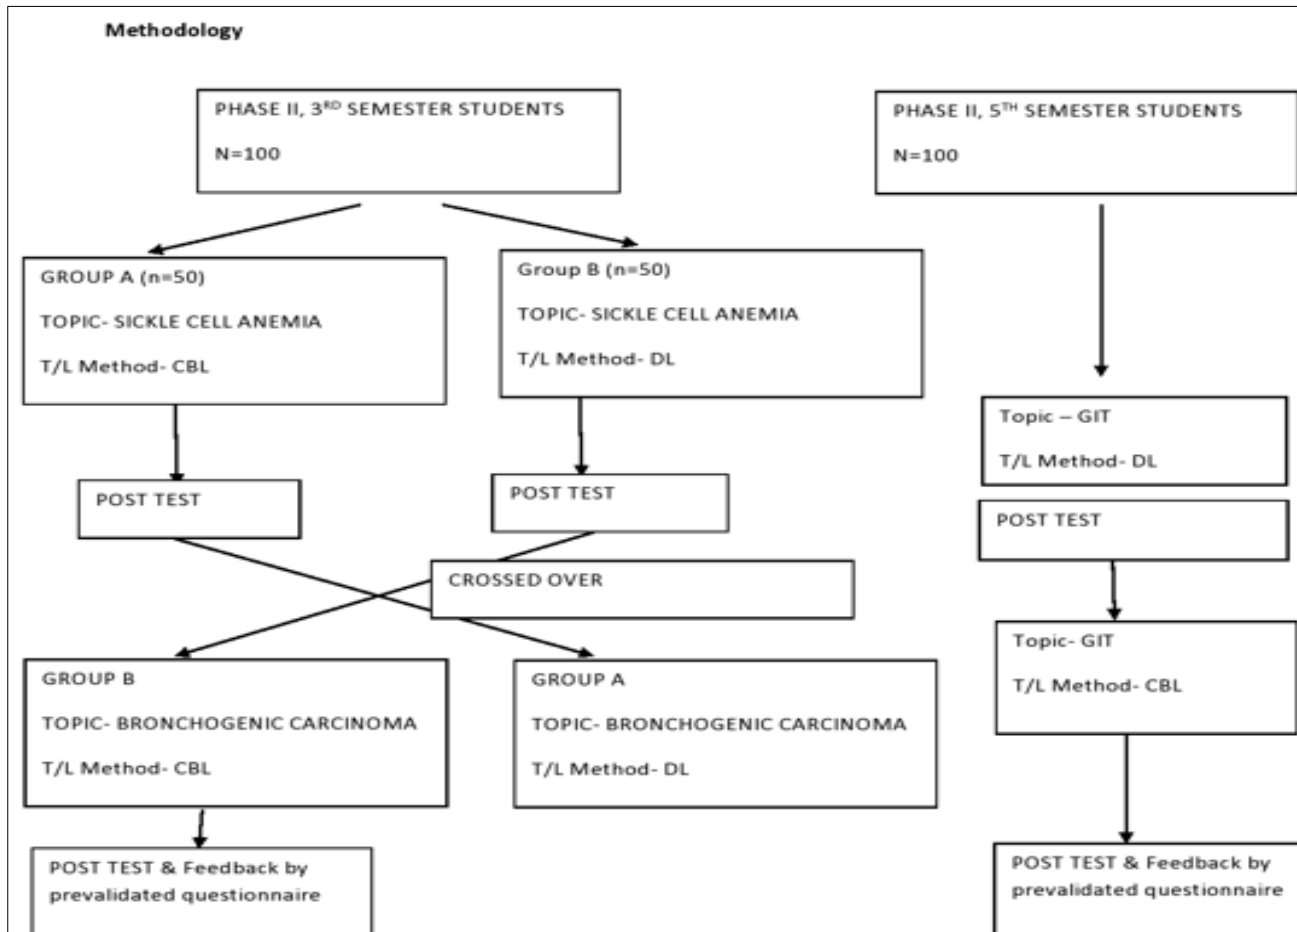 Methodology
PHASE II, 3RD SEMESTER STUDENTS
N=100
PHASE II, 5TH SEMESTER STUDENTS
N=100
GROUP A (n=50)
TOPIC- SICKLE CELL ANEMIA
T/L Method- CBL
Group B (n=50)
TOPIC- SICKLE CELL ANEMIA
T/L Method- DL
Topic – GIT
T/L Method- DL
POST TEST
POST TEST
POST TEST
CROSSED OVER
GROUP B
TOPIC- BRONCHOGENIC CARCINOMA
T/L Method- CBL
GROUP A
TOPIC- BRONCHOGENIC CARCINOMA
T/L Method- DL
Topic- GIT
T/L Method- CBL
POST TEST & Feedback by
prevalidated questionnaire
POST TEST & Feedback by
prevalidated questionnaire